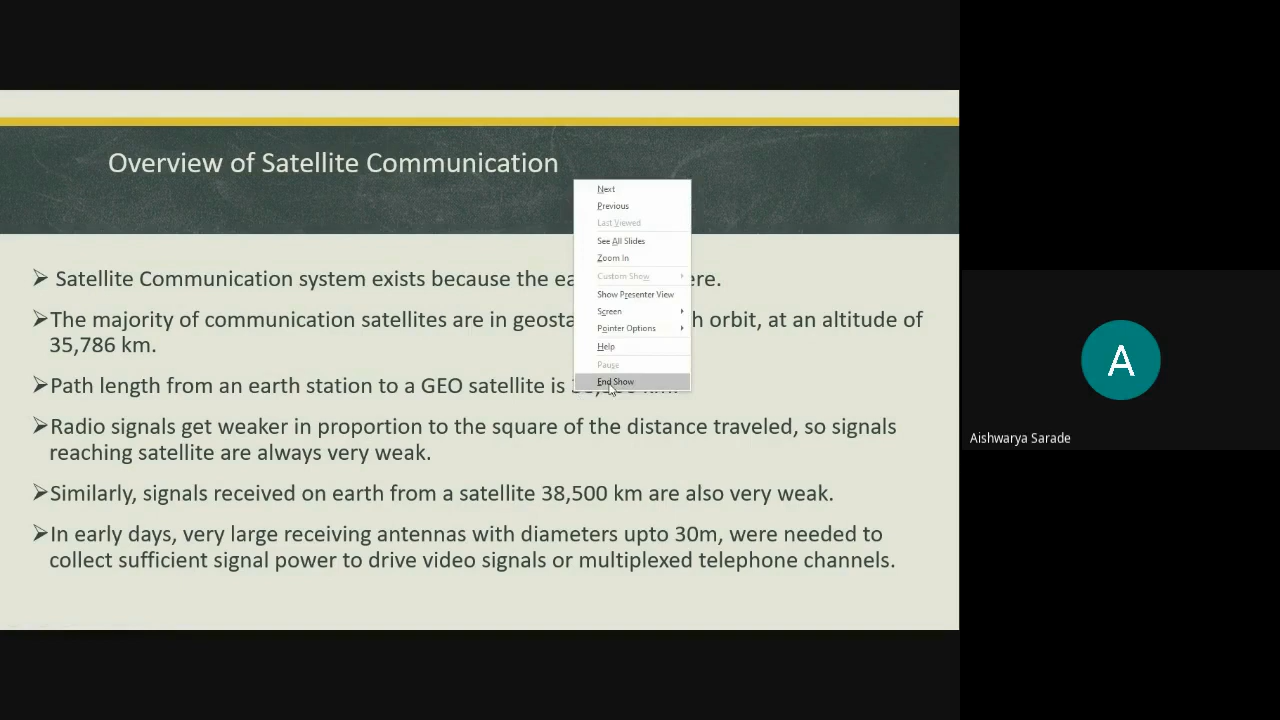 Overview of Satellite Communication
Next
Previous
Last Viewed
See All Slides
Zoom In
Custom Show
Show Presenter View
Screen
Pointer Options
Help
Pause
End Show
➢ Satellite Communication system exists because the ere.
➢The majority of communication satellites are in h orbit, at an altitude of
35,786 km.
➢Path length from an earth station to a GEO satellite is
➢Radio signals get weaker in proportion to the square of the distance traveled, so signals
reaching satellite are always very weak.
➢Similarly, signals received on earth from a satellite 38,500 km are also very weak.
➢In early days, very large receiving antennas with diameters upto 30m, were needed to
collect sufficient signal power to drive video signals or multiplexed telephone channels.
A
Aishwarya Sarade